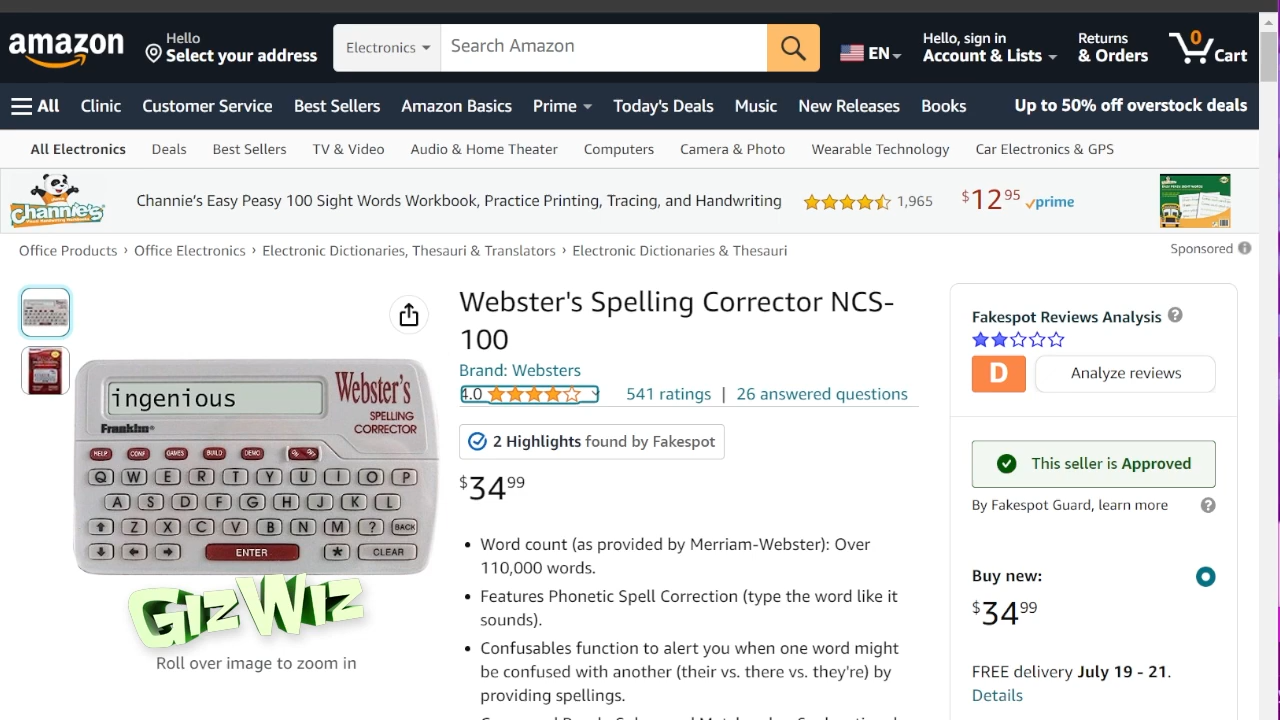 amazon
Hello
Select your address
Electronics
Search Amazon
EN
Hello, sign in
Account & Lists
Returns
& Orders
0
Cart
All Clinic Customer Service Best Sellers Amazon Basics Prime Today's Deals Music New Releases Books Up to 50% off overstock deals
All Electronics Deals Best Sellers TV & Video Audio & Home Theater Computers Camera & Photo Wearable Technology Car Electronics & GPS
Channie's
Channie's Easy Peasy 100 Sight Words Workbook, Practice Printing, Tracing, and Handwriting 1,965 $12 95 prime
Office Products › Office Electronics › Electronic Dictionaries, Thesauri & Translators › Electronic Dictionaries & Thesauri
Sponsored
ingenious
Webster's
SPELLING
CORRECTOR
Franklin
HELP CONF GAMES BUILD DEMO
Q W E R T Y U I O P
A S D F G H J K L
Z X C V B N M ? BACK
ENTER * CLEAR
GIZWIZ
Roll over image to zoom in
Webster's Spelling Corrector NCS-
100
Brand: Websters
4.0 541 ratings | 26 answered questions
2 Highlights found by Fakespot
$34 99
• Word count (as provided by Merriam-Webster): Over
110,000 words.
• Features Phonetic Spell Correction (type the word like it
sounds).
• Confusables function to alert you when one word might
be confused with another (their vs. there vs. they're) by
providing spellings.
Fakespot Reviews Analysis ?
D
Analyze reviews
This seller is Approved
By Fakespot Guard, learn more ?
Buy new:
$34 99
FREE delivery July 19 - 21.
Details